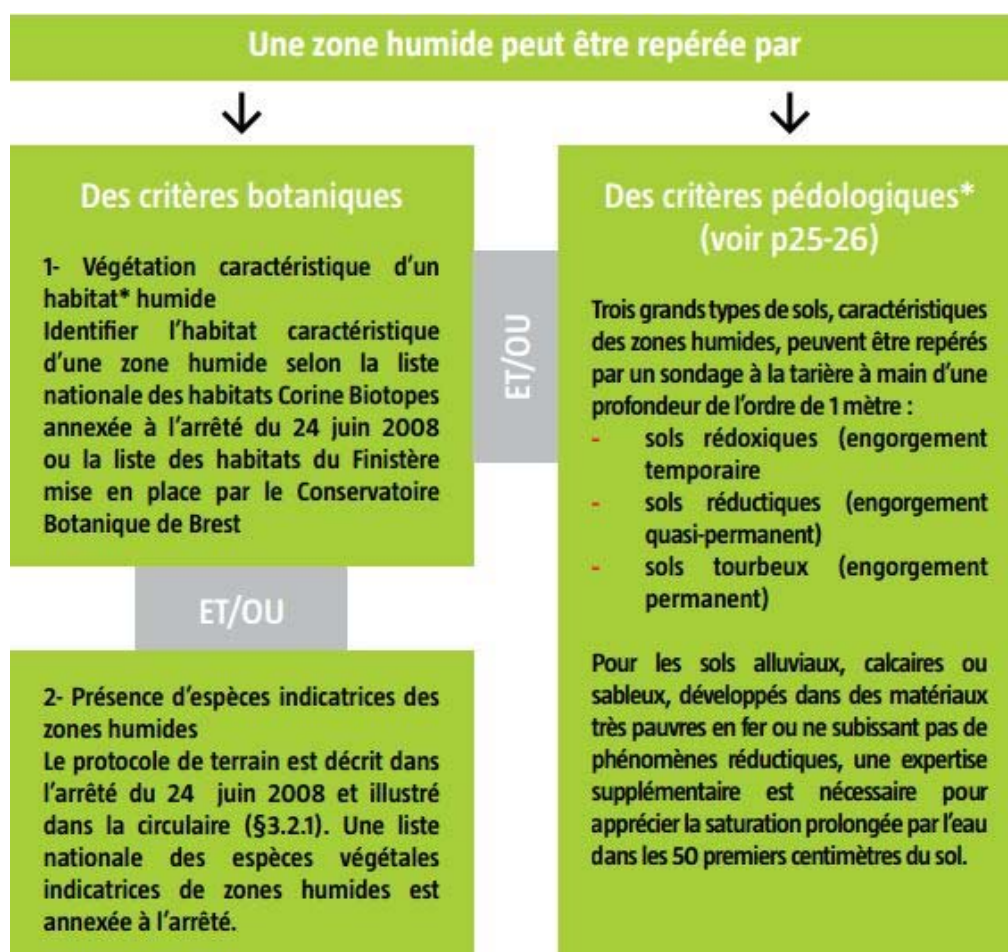 Une zone humide peut être repérée par
Des critères botaniques
1- Végétation caractéristique d'un
habitat* humide
Identifier l'habitat caractéristique
d'une zone humide selon la liste
nationale des habitats Corine Biotopes
annexée à l'arrêté du 24 juin 2008
ou la liste des habitats du Finistère
mise en place par le Conservatoire
Botanique de Brest
ET/OU
2- Présence d'espèces indicatrices des
zones humides
Le protocole de terrain est décrit dans
l'arrêté du 24 juin 2008 et illustré
dans la circulaire (§3.2.1). Une liste
nationale des espèces végétales
indicatrices de zones humides est
annexée à l'arrêté.
ET/OU
Des critères pédologiques*
(voir p25-26)
Trois grands types de sols, caractéristiques
des zones humides, peuvent être repérés
par un sondage à la tarière à main d'une
profondeur de l'ordre de 1 mètre :
- sols rédoxiques (engorgement
temporaire
- sols réductiques (engorgement
quasi-permanent)
- sols tourbeux (engorgement
permanent)
Pour les sols alluviaux, calcaires ou
sableux, développés dans des matériaux
très pauvres en fer ou ne subissant pas de
phénomènes réductiques, une expertise
supplémentaire est nécessaire pour
apprécier la saturation prolongée par l'eau
dans les 50 premiers centimètres du sol.